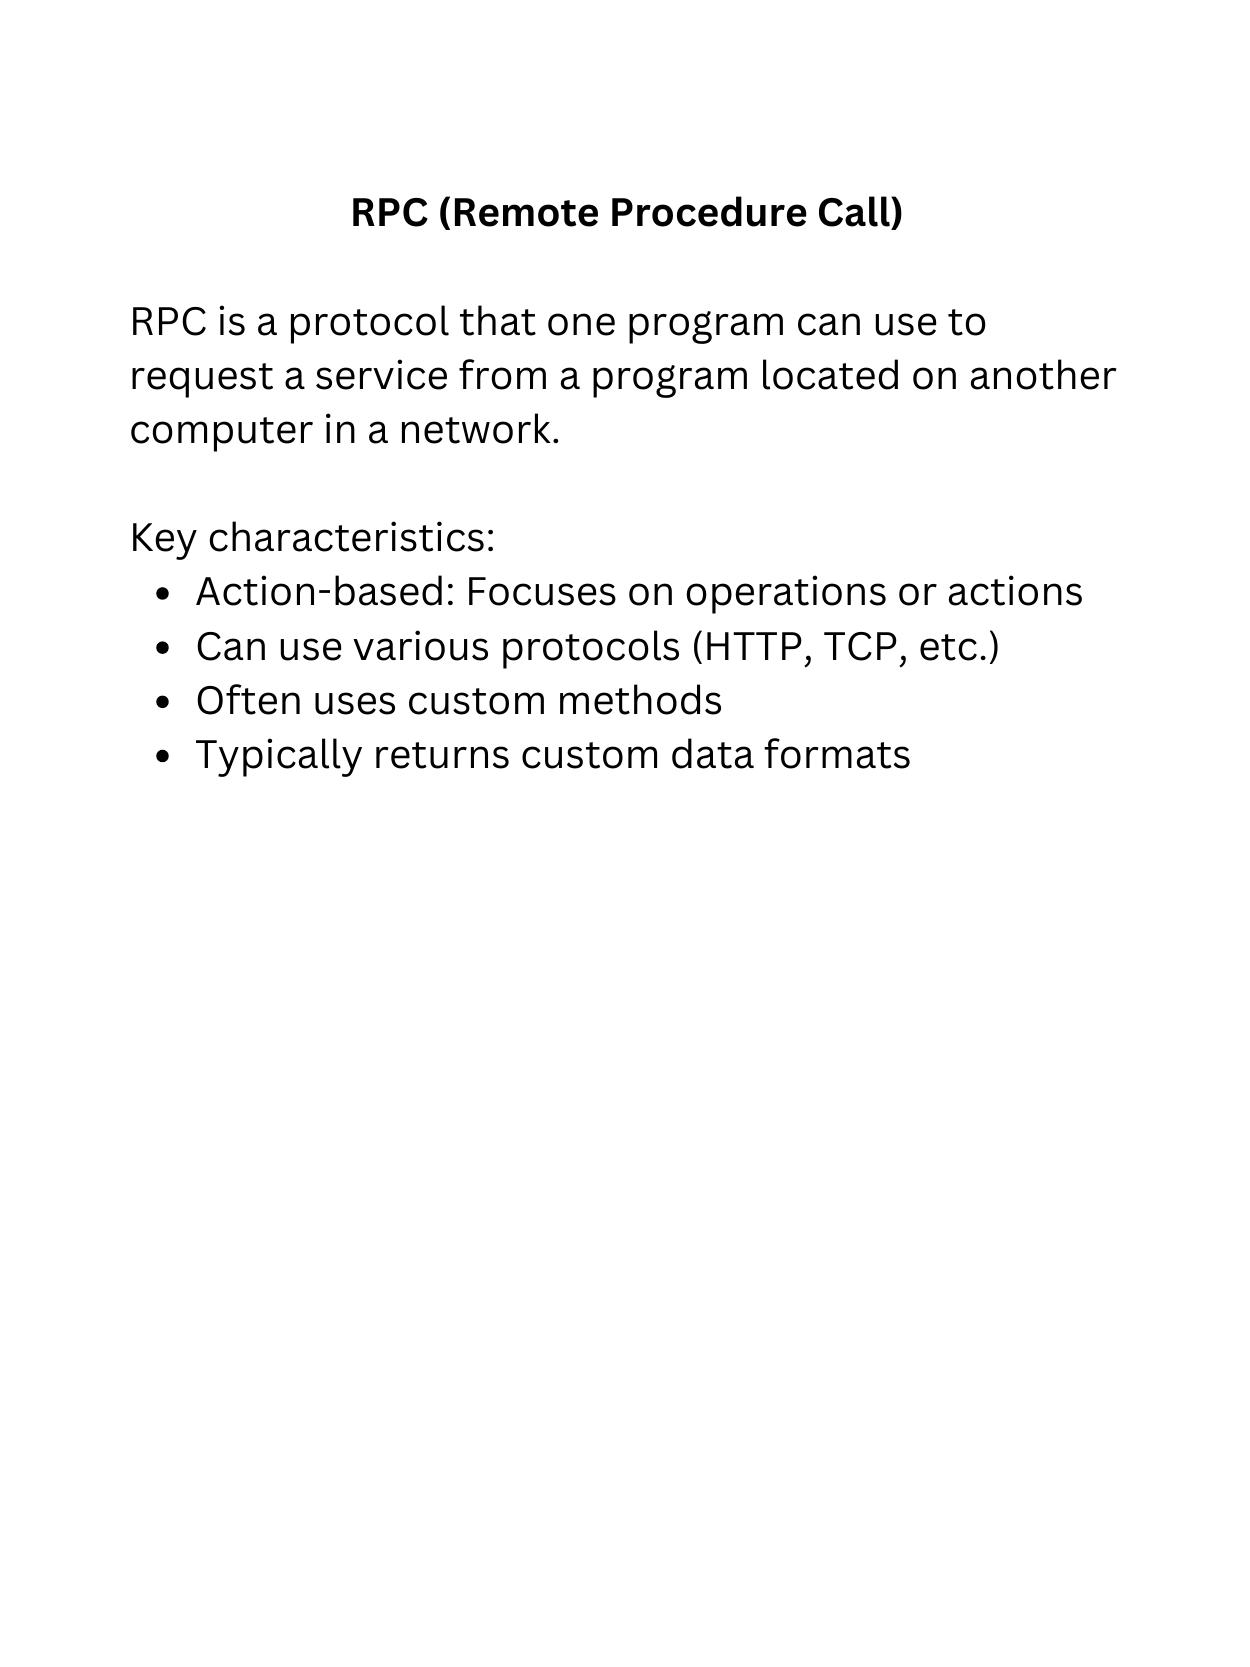 RPC (Remote Procedure Call)
RPC is a protocol that one program can use to
request a service from a program located on another
computer in a network.
Key characteristics:
• Action-based: Focuses on operations or actions
• Can use various protocols (HTTP, TCP, etc.)
• Often uses custom methods
• Typically returns custom data formats